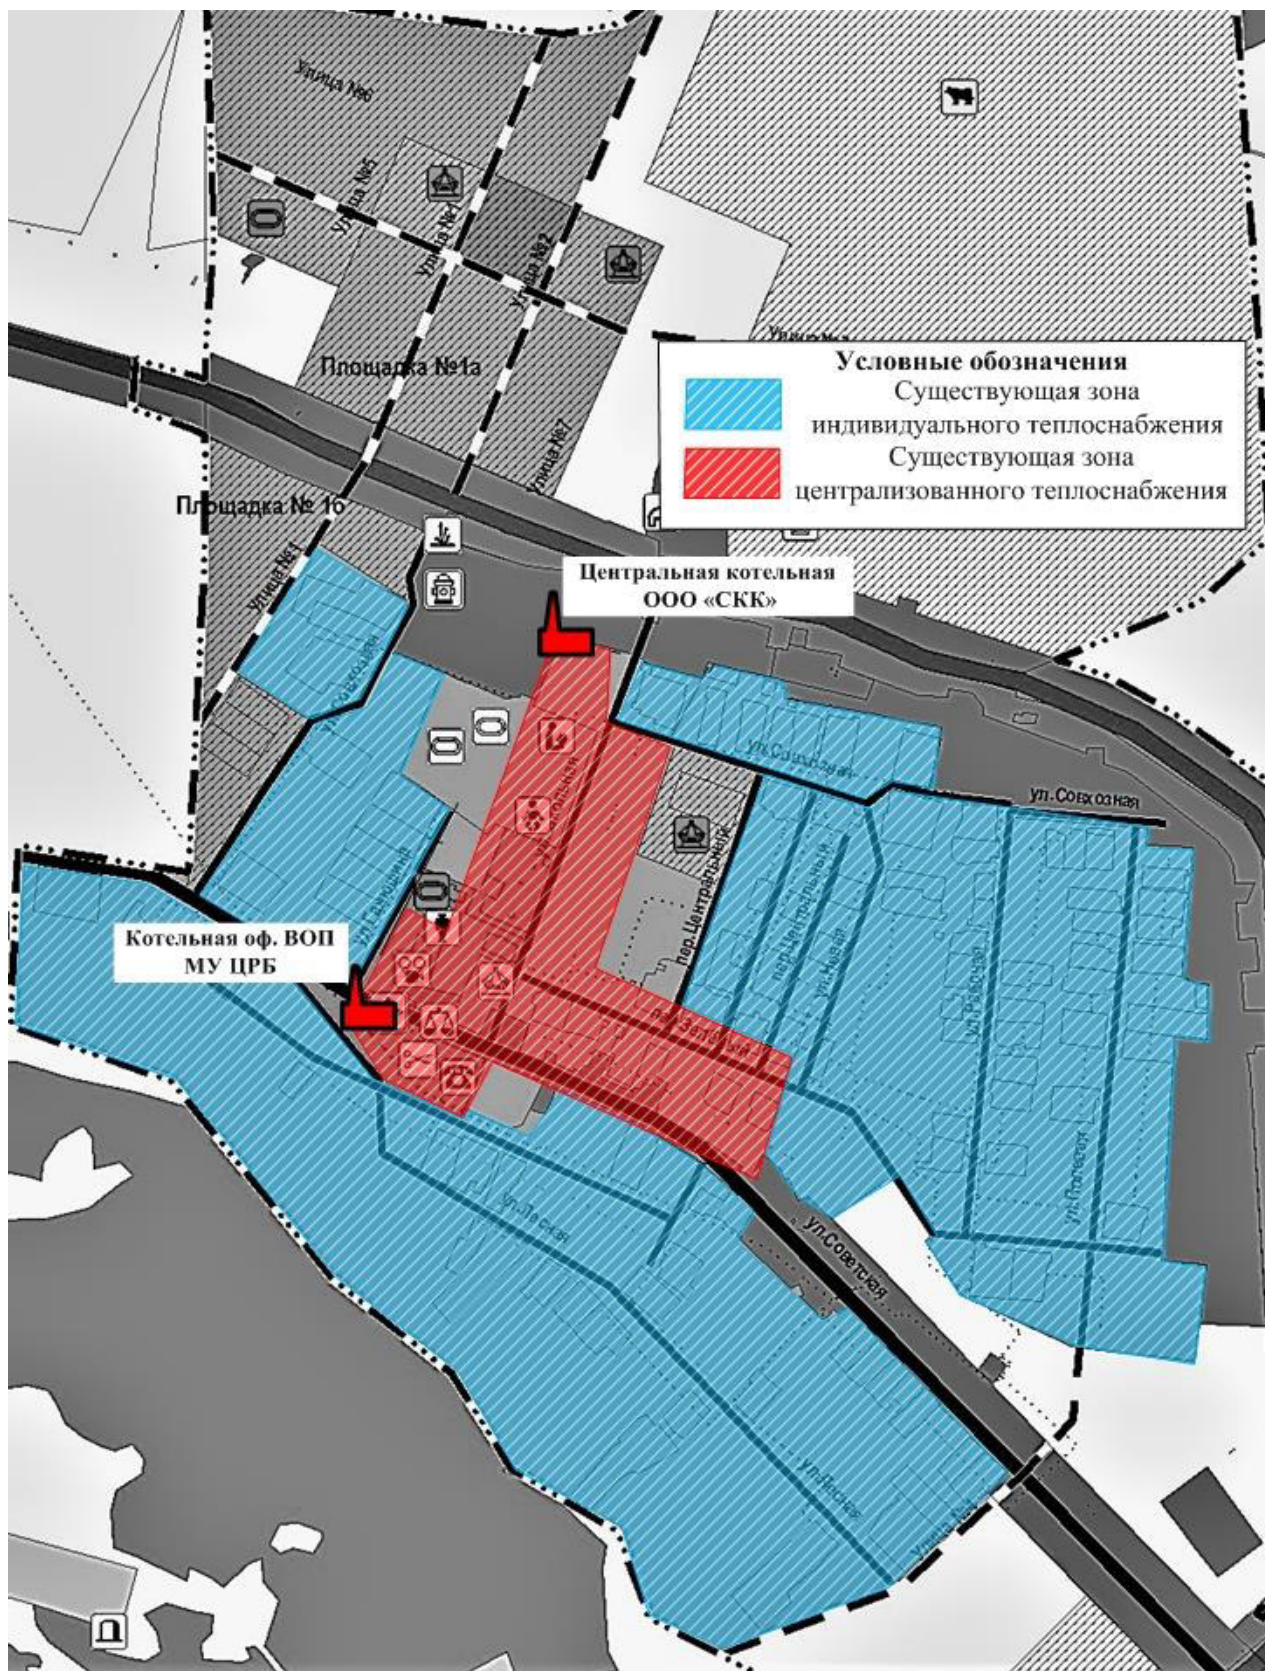 Улица №6
Улица №5
Улица №1
Улица №2
Площадка №1а
Условные обозначения
Существующая зона
индивидуального теплоснабжения
Существующая зона
централизованного теплоснабжения
Улица №7
Площадка № 1б
Улица №1
Центральная котельная
ООО «СКК»
ул.Совхозная
ул.Совхозная
ул.Совхозная
пер.Центральный
пер.Центральный
ул.Новая
ул.Рабочая
Котельная оф. ВОП
МУ ЦРБ
пер.Зеленый
ул.Полевая
ул.Лесная
ул.Советская
ул.Лесная